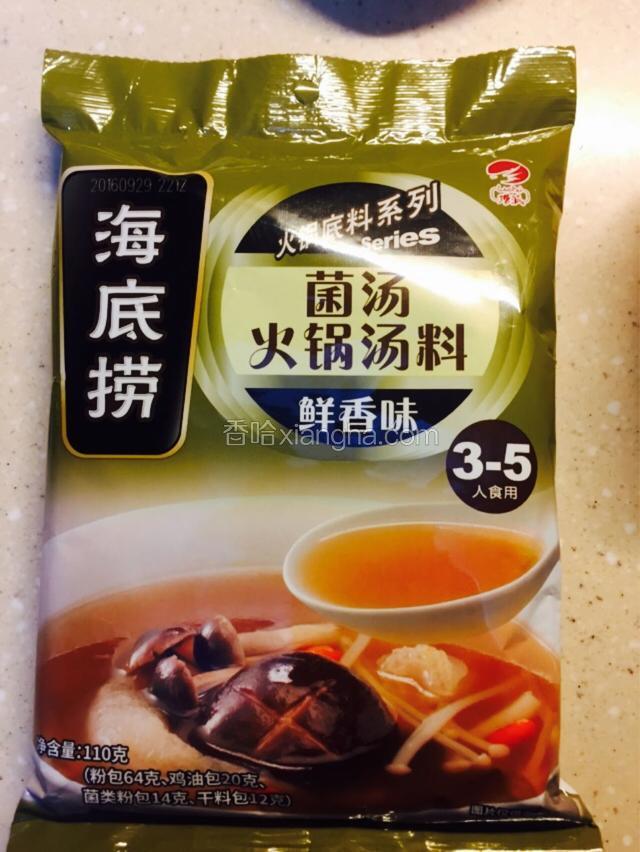 20160929 221Z
海底捞
火锅底料系列
Series
菌汤
火锅汤料
鲜香味
香哈xiangha.com
3-5
人食用
净含量:110克
(粉包64克、鸡油包20克、
菌类粉包14克、干料包12克)